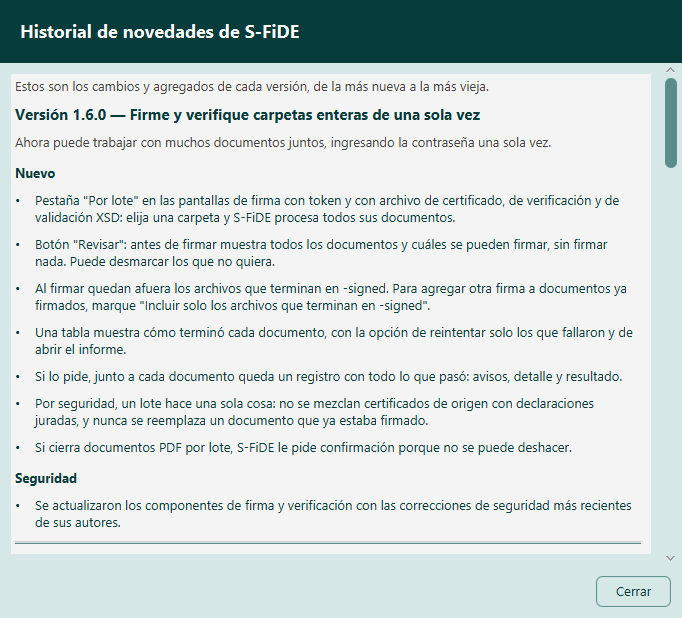 Historial de novedades de S-FiDE
Estos son los cambios y agregados de cada versión, de la más nueva a la más vieja.
Versión 1.6.0 — Firme y verifique carpetas enteras de una sola vez
Ahora puede trabajar con muchos documentos juntos, ingresando la contraseña una sola vez.
Nuevo
• Pestaña "Por lote" en las pantallas de firma con token y con archivo de certificado, de verificación y de
validación XSD: elija una carpeta y S-FiDE procesa todos sus documentos.
• Botón "Revisar": antes de firmar muestra todos los documentos y cuáles se pueden firmar, sin firmar
nada. Puede desmarcar los que no quiera.
• Al firmar quedan afuera los archivos que terminan en -signed. Para agregar otra firma a documentos ya
firmados, marque "Incluir solo los archivos que terminan en -signed".
• Una tabla muestra cómo terminó cada documento, con la opción de reintentar solo los que fallaron y de
abrir el informe.
• Si lo pide, junto a cada documento queda un registro con todo lo que pasó: avisos, detalle y resultado.
• Por seguridad, un lote hace una sola cosa: no se mezclan certificados de origen con declaraciones
juradas, y nunca se reemplaza un documento que ya estaba firmado.
• Si cierra documentos PDF por lote, S-FiDE le pide confirmación porque no se puede deshacer.
Seguridad
• Se actualizaron los componentes de firma y verificación con las correcciones de seguridad más recientes
de sus autores.
Cerrar